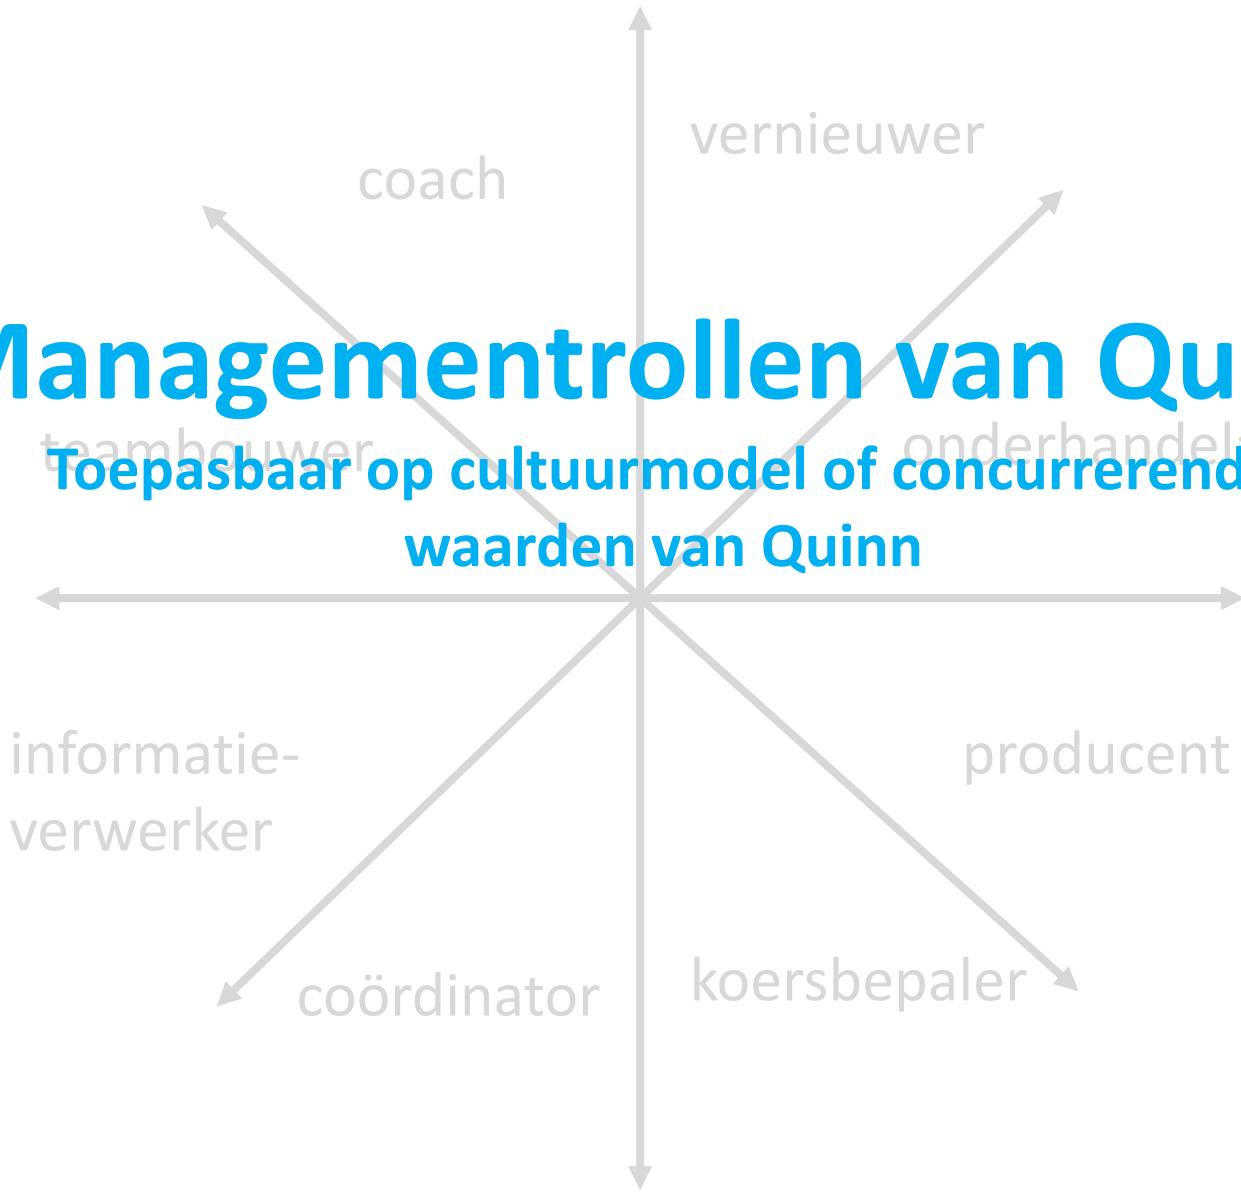 vernieuwer
coach
Managementrollen van Qu
teambouwer
onderhandel
Toepasbaar op cultuurmodel of concurrerend
waarden van Quinn
informatie-
verwerker
producent
coördinator
koersbepaler